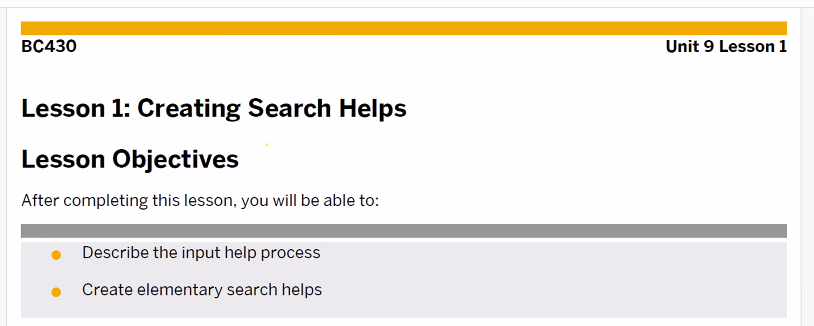 BC430
Unit 9 Lesson 1
Lesson 1: Creating Search Helps
Lesson Objectives
After completing this lesson, you will be able to:
Describe the input help process
Create elementary search helps